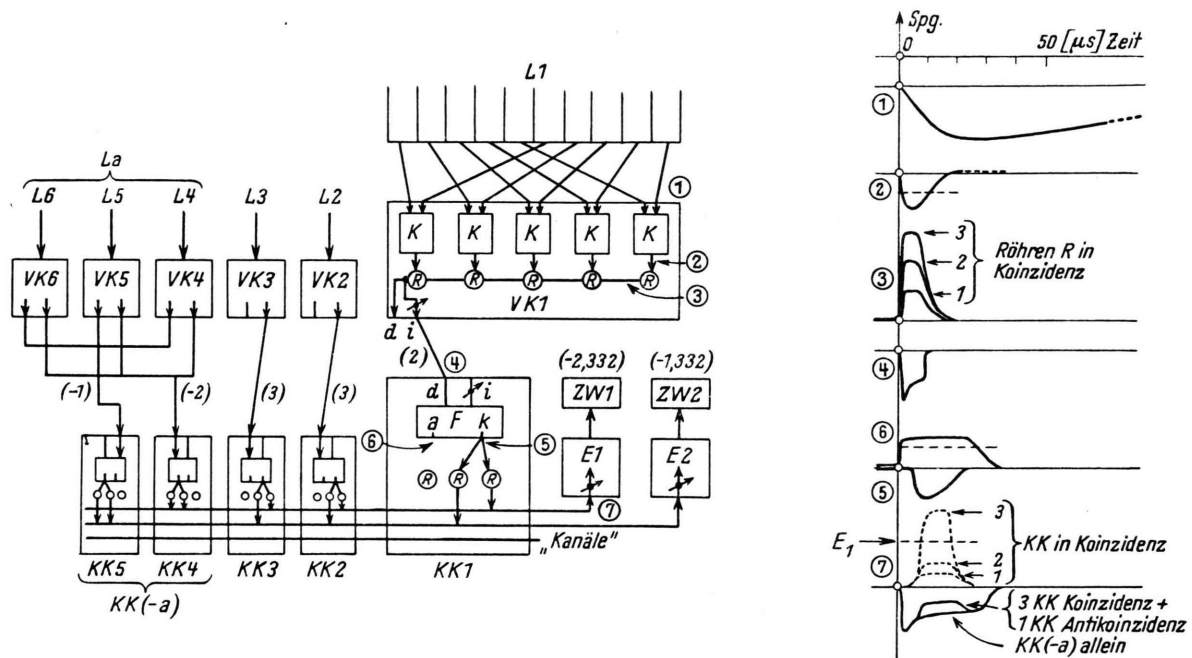 L1
La
L6 L5 L4 L3 L2
①
VK6 VK5 VK4 VK3 VK2
K K K K K
②
R R R R R
③
VK1
d i
(2)
④
(-1) (-2) (3) (3)
(-2,332) (-1,332)
ZW1 ZW2
d i
a F k
⑥ ⑤
E1 E2
R R R
⑦
„Kanäle"
KK5 KK4 KK3 KK2 KK1
KK(-a)
Spg.
0 50 [μs] Zeit
①
②
③
3
2
1
Röhren R in
Koinzidenz
④
⑥
⑤
E1
3
2
1
KK in Koinzidenz
⑦
3 KK Koinzidenz +
1 KK Antikoinzidenz
KK(-a) allein